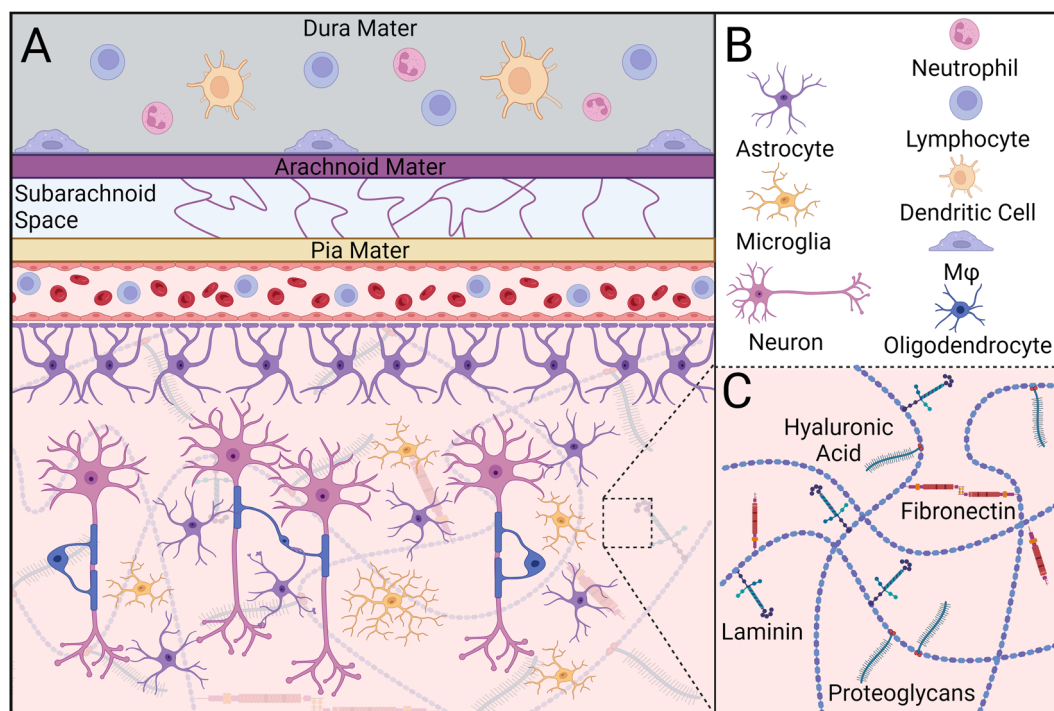 A
Dura Mater
Arachnoid Mater
Subarachnoid
Space
Pia Mater
B
Astrocyte
Microglia
Neuron
Neutrophil
Lymphocyte
Dendritic Cell
Mφ
Oligodendrocyte
C
Hyaluronic
Acid
Fibronectin
Laminin
Proteoglycans